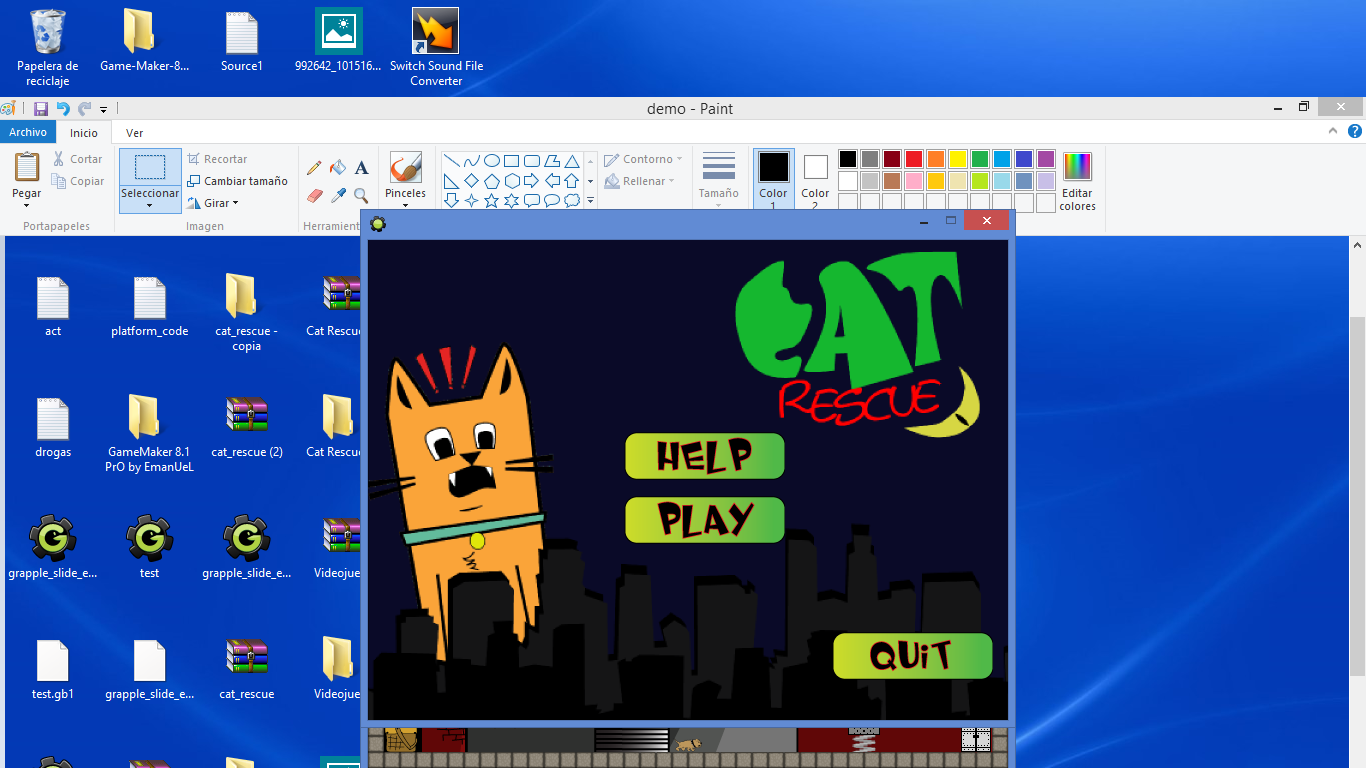 Papelera de
reciclaje
Game-Maker-8...
Source1
992642_101516...
Switch Sound File
Converter
demo - Paint
Archivo
Inicio
Ver
Pegar
Cortar
Copiar
Portapapeles
Seleccionar
Recortar
Cambiar tamaño
Girar
Imagen
A
Herramient
Pinceles
Contorno
Rellenar
Tamaño
Color
1
Color
2
Editar
colores
act
platform_code
cat_rescue -
copia
Cat Rescue
drogas
GameMaker 8.1
PrO by EmanUeL
cat_rescue (2)
Cat Rescue
grapple_slide_e...
test
grapple_slide_e...
Videojue
test.gb1
grapple_slide_e...
cat_rescue
Videojue
CAT
RESCUE
!!!
HELP
PLAY
QUiT